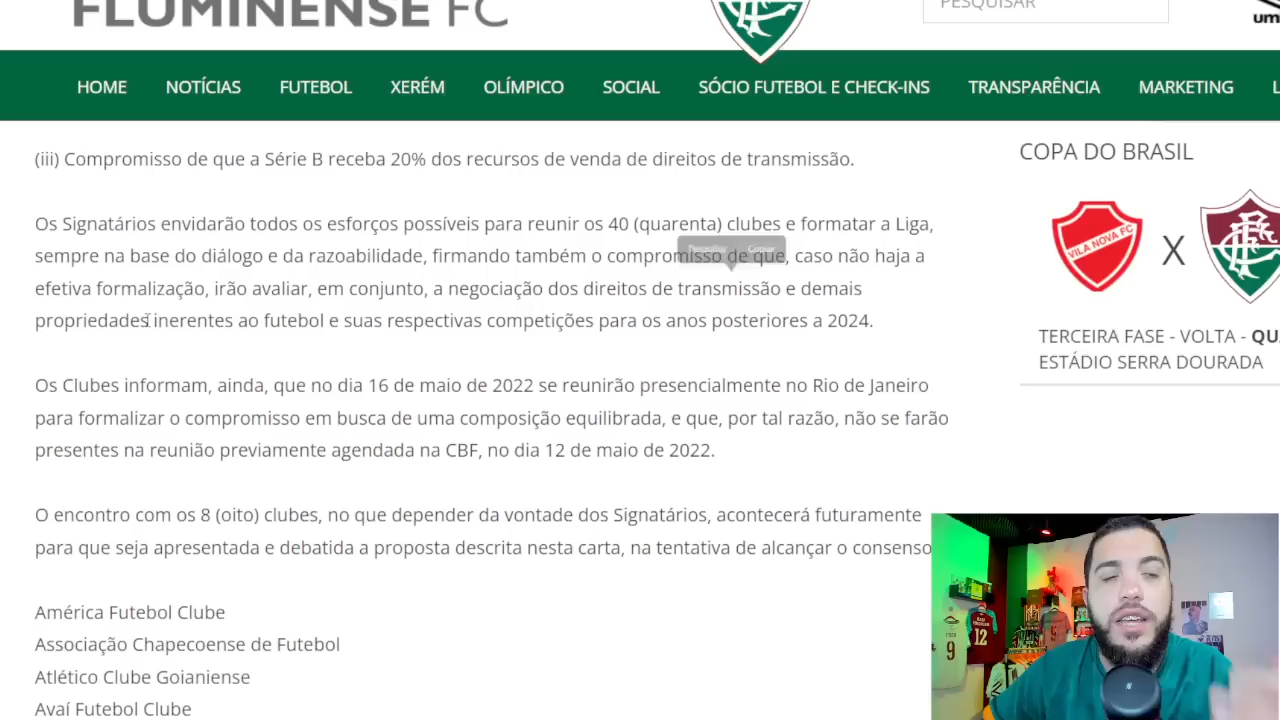 FLUMINENSE FC
PESQUISAR
HOME NOTÍCIAS FUTEBOL XERÉM OLÍMPICO SOCIAL SÓCIO FUTEBOL E CHECK-INS TRANSPARÊNCIA MARKETING
(iii) Compromisso de que a Série B receba 20% dos recursos de venda de direitos de transmissão.
Os Signatários envidarão todos os esforços possíveis para reunir os 40 (quarenta) clubes e formatar a Liga,
sempre na base do diálogo e da razoabilidade, firmando também o compromisso de que, caso não haja a
efetiva formalização, irão avaliar, em conjunto, a negociação dos direitos de transmissão e demais
propriedades inerentes ao futebol e suas respectivas competições para os anos posteriores a 2024.
Os Clubes informam, ainda, que no dia 16 de maio de 2022 se reunirão presencialmente no Rio de Janeiro
para formalizar o compromisso em busca de uma composição equilibrada, e que, por tal razão, não se farão
presentes na reunião previamente agendada na CBF, no dia 12 de maio de 2022.
O encontro com os 8 (oito) clubes, no que depender da vontade dos Signatários, acontecerá futuramente
para que seja apresentada e debatida a proposta descrita nesta carta, na tentativa de alcançar o consenso
América Futebol Clube
Associação Chapecoense de Futebol
Atlético Clube Goianiense
Avaí Futebol Clube
COPA DO BRASIL
VILA NOVA FC
X
TERCEIRA FASE - VOLTA - QU
ESTÁDIO SERRA DOURADA
9
12